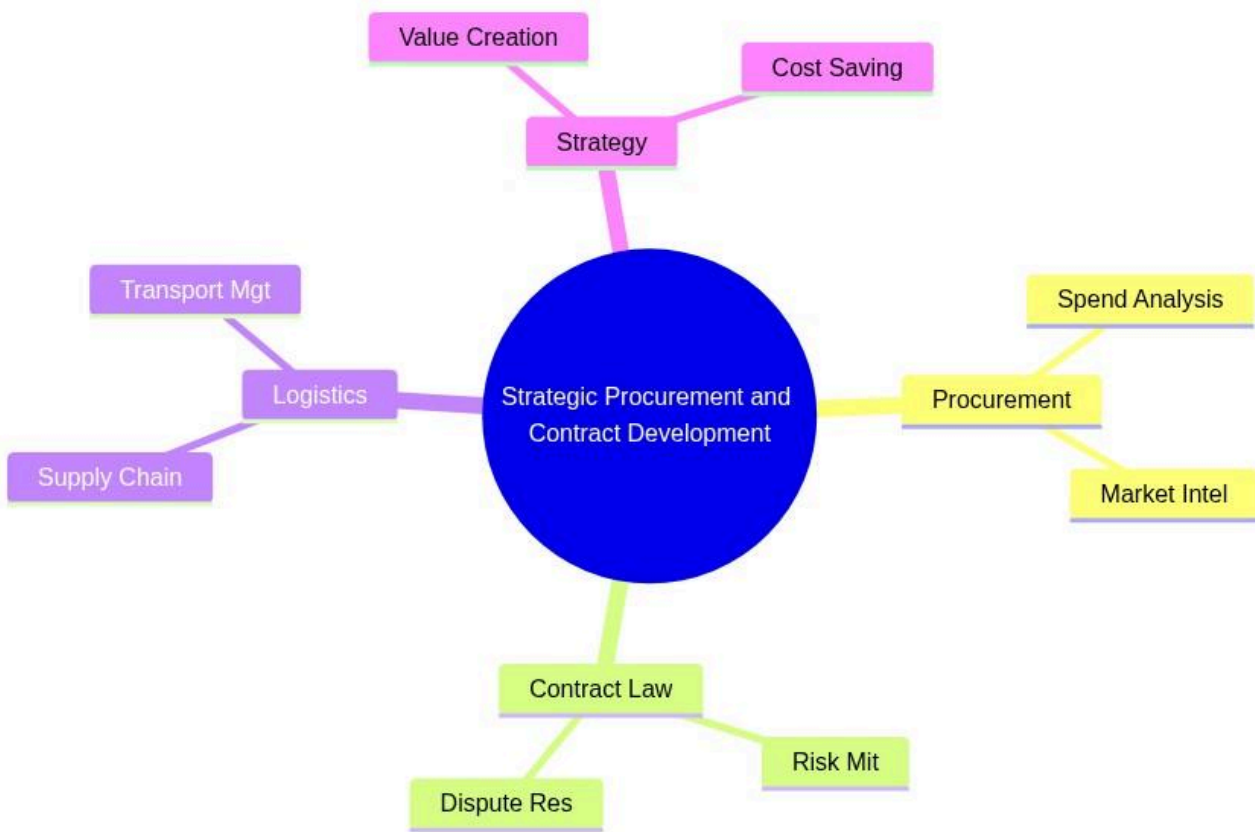 Value Creation
Cost Saving
Strategy
Transport Mgt
Spend Analysis
Logistics
Strategic Procurement and
Contract Development
Procurement
Supply Chain
Market Intel
Contract Law
Risk Mit
Dispute Res